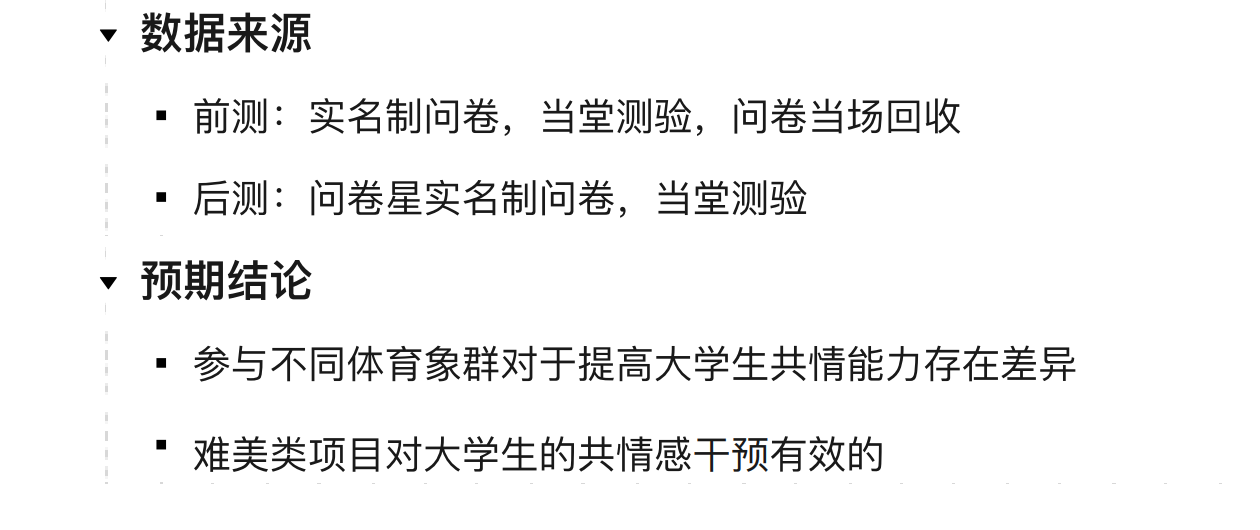 数据来源
前测：实名制问卷，当堂测验，问卷当场回收
后测：问卷星实名制问卷，当堂测验
预期结论
参与不同体育象群对于提高大学生共情能力存在差异
难美类项目对大学生的共情感干预有效的